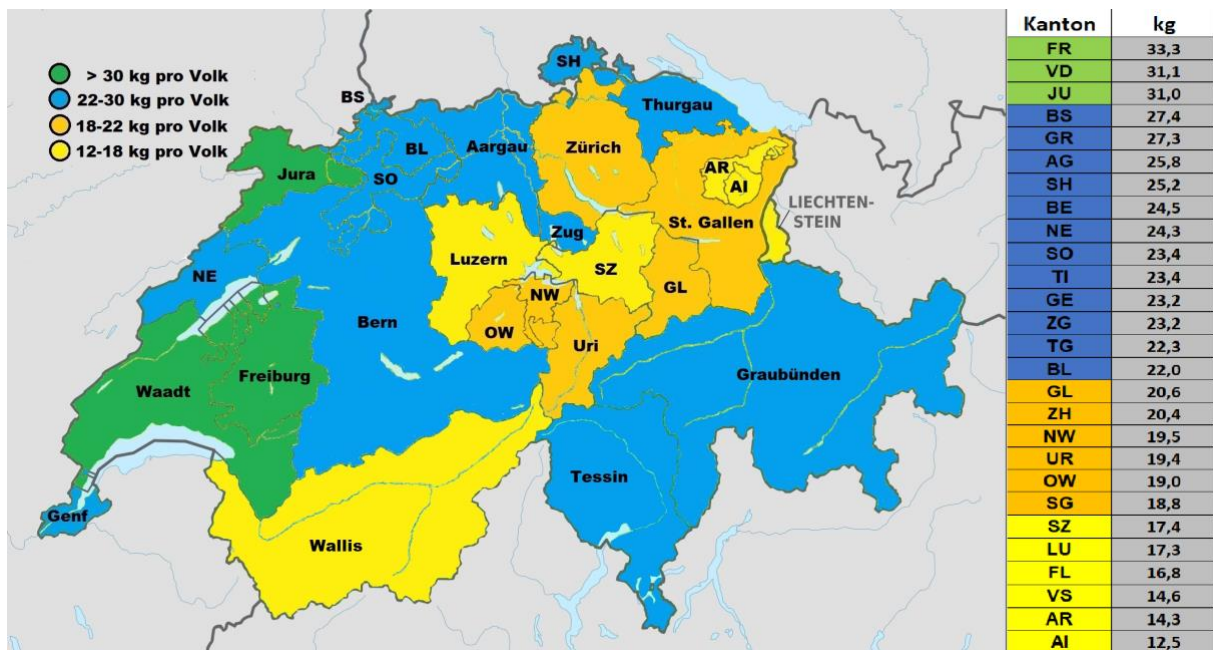 > 30 kg pro Volk
22-30 kg pro Volk
18-22 kg pro Volk
12-18 kg pro Volk
SH
BS
Thurgau
BL
Aargau
Zürich
Jura
SO
AR
AI
LIECHTEN-
STEIN
St. Gallen
Zug
Luzern
SZ
NE
NW
GL
OW
Bern
Uri
Freiburg
Graubünden
Waadt
Tessin
Genf
Wallis
Kanton kg
FR 33,3
VD 31,1
JU 31,0
BS 27,4
GR 27,3
AG 25,8
SH 25,2
BE 24,5
NE 24,3
SO 23,4
TI 23,4
GE 23,2
ZG 23,2
TG 22,3
BL 22,0
GL 20,6
ZH 20,4
NW 19,5
UR 19,4
OW 19,0
SG 18,8
SZ 17,4
LU 17,3
FL 16,8
VS 14,6
AR 14,3
AI 12,5